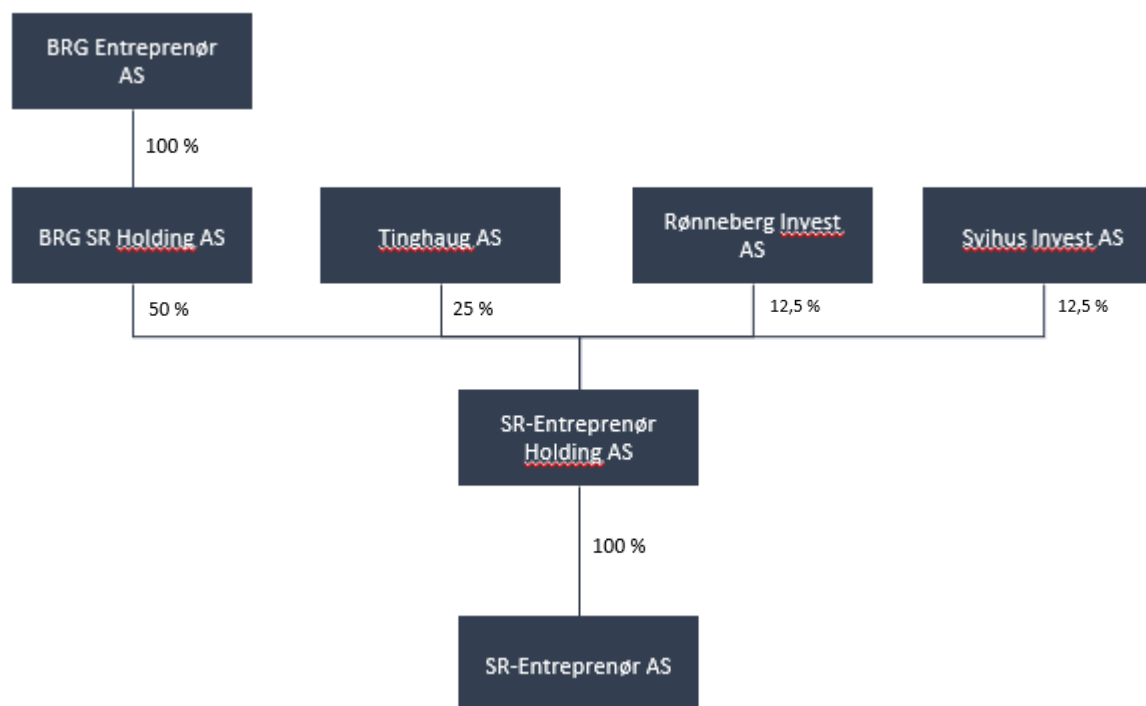 BRG Entreprenør
AS
100 %
BRG SR Holding AS
Tinghaug AS
Rønneberg Invest
AS
Svihus Invest AS
50 %
25 %
12,5 %
12,5 %
SR-Entreprenør
Holding AS
100 %
SR-Entreprenør AS